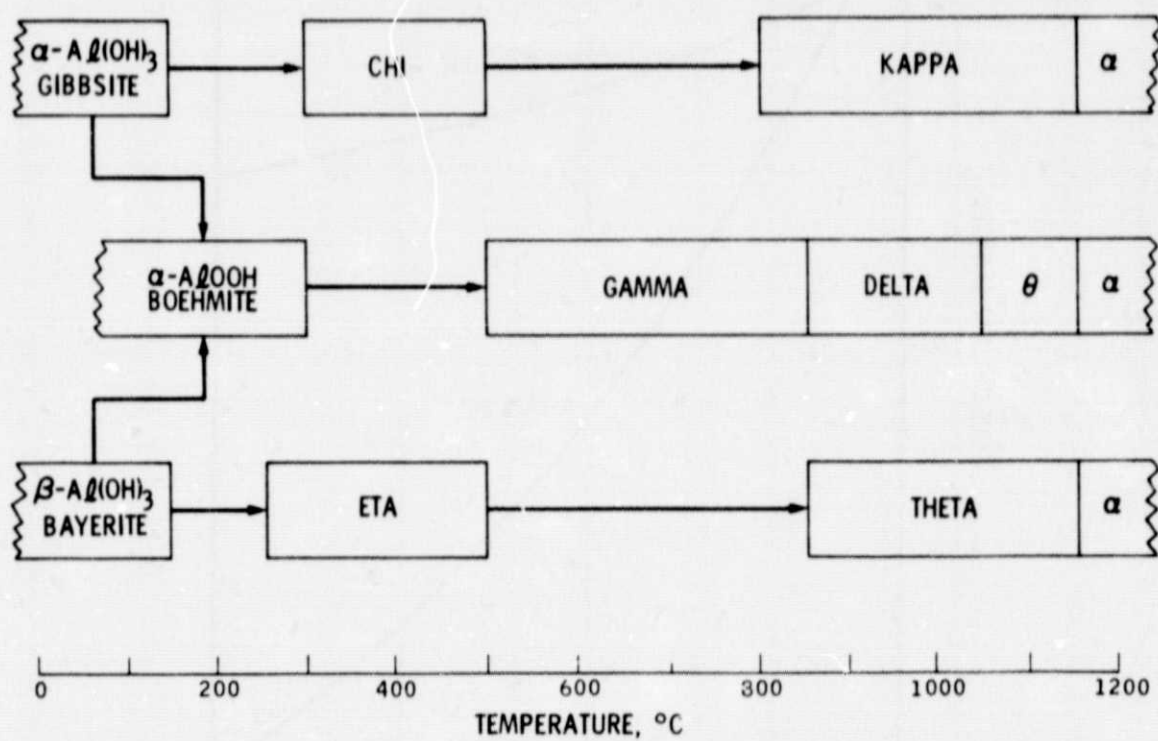 α-Aℓ(OH)3
GIBBSITE
CHI
KAPPA
α
α-AℓOOH
BOEHMITE
GAMMA
DELTA
θ
α
β-Aℓ(OH)3
BAYERITE
ETA
THETA
α
0 200 400 600 300 1000 1200
TEMPERATURE, °C